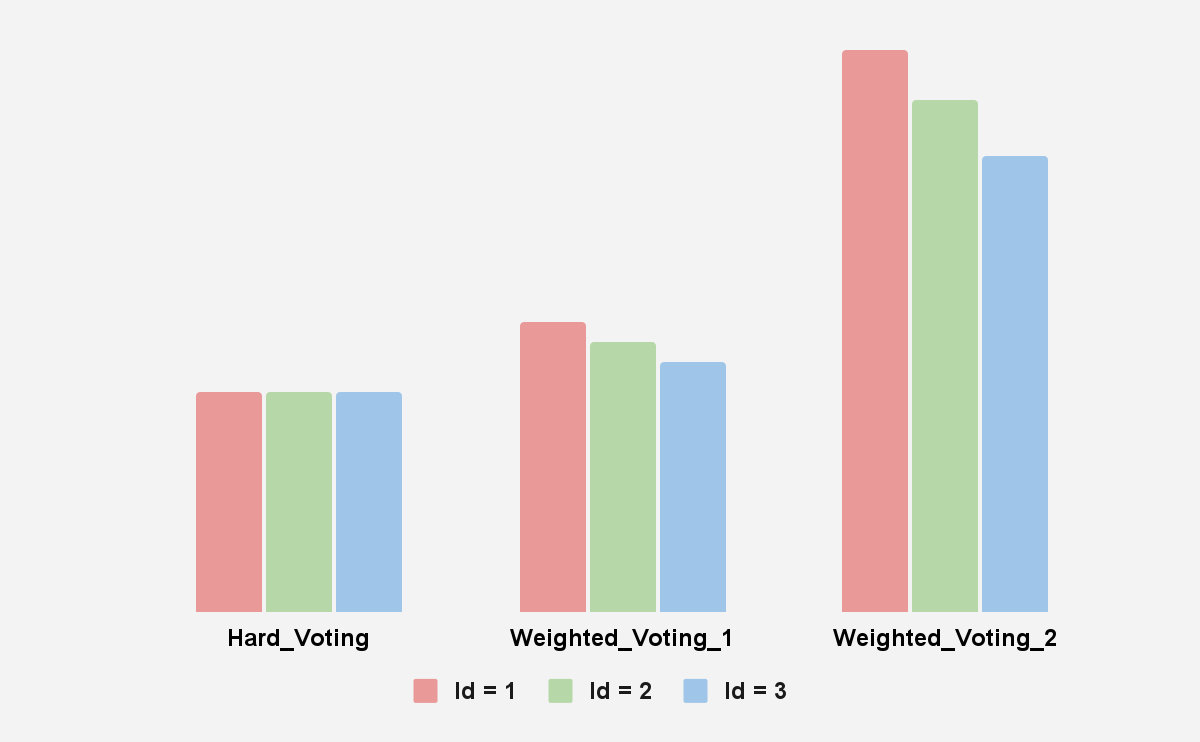 Hard_Voting Weighted_Voting_1 Weighted_Voting_2
Id = 1 Id = 2 Id = 3